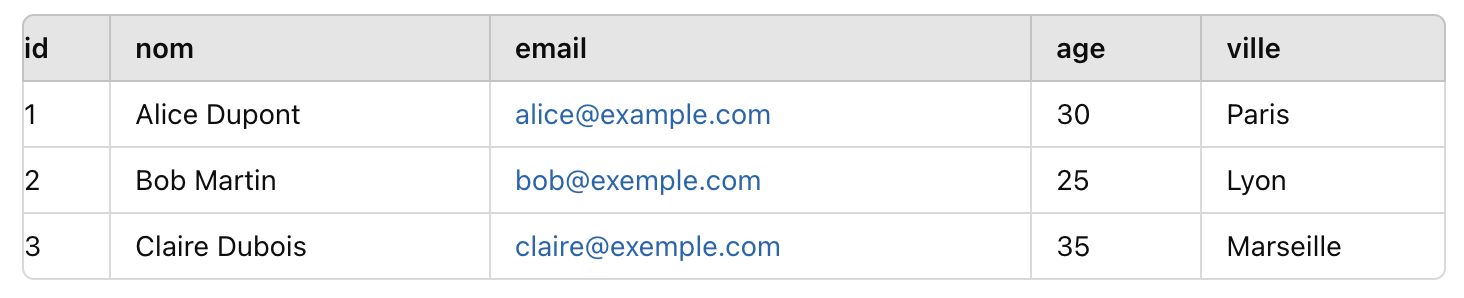 id nom email age ville
1 Alice Dupont alice@example.com 30 Paris
2 Bob Martin bob@exemple.com 25 Lyon
3 Claire Dubois claire@exemple.com 35 Marseille